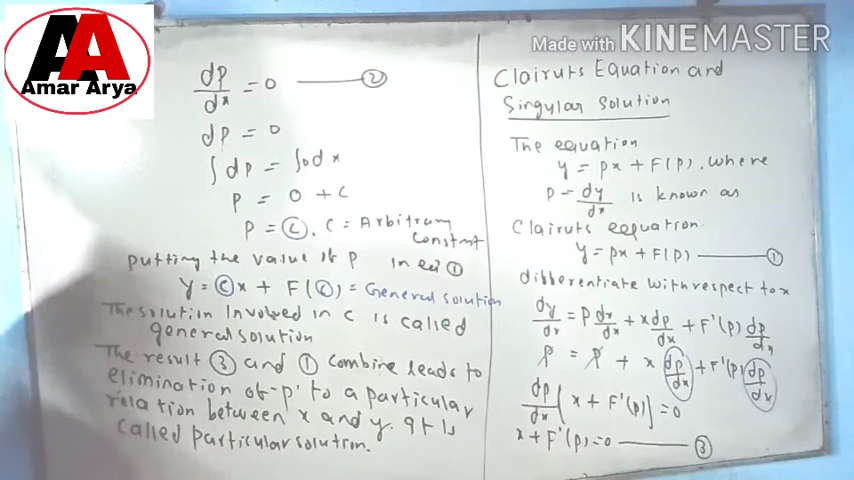 AA
Amar Arya
Made with KINEMASTER
Clairuts Equation and
Singular Solution
The equation
y = px + F(p), where
p = dy/dx is known as
Clairuts equation.
y = px + F(p) ——— ①
differentiate with respect to x
dy/dx = p dx/dx + x dp/dx + F'(p) dp/dx
p = p + x dp/dx + F'(p) dp/dx
dp/dx [x + F'(p)] = 0
x + F'(p) = 0 ——— ③
dp/dx = 0 ——— ②
dp = 0
∫dp = ∫0dx
p = 0 + c
p = c, c = Arbitrary
Constant
putting the value of p in eq ①
y = cx + F(c) = General solution
The solution involved in c is called
general solution
The result ③ and ① combine leads to
elimination of 'p' to a particular
relation between x and y. 9t is
called particular solution.